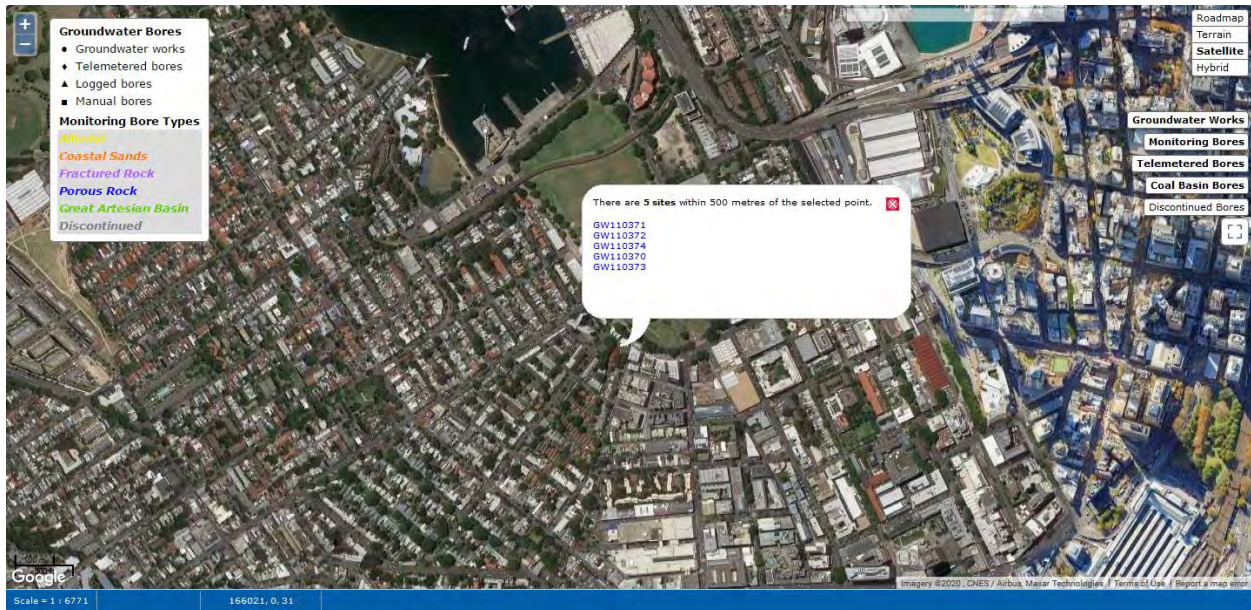 +
−
Groundwater Bores
Groundwater works
Telemetered bores
Logged bores
Manual bores
Monitoring Bore Types
Alluvial
Coastal Sands
Fractured Rock
Porous Rock
Great Artesian Basin
Discontinued
Roadmap
Terrain
Satellite
Hybrid
Groundwater Works
Monitoring Bores
Telemetered Bores
Coal Basin Bores
Discontinued Bores
There are 5 sites within 500 metres of the selected point.
GW110371
GW110372
GW110374
GW110370
GW110373
Google
Imagery ©2020 , CNES / Airbus, Maxar Technologies
Terms of Use
Report a map error
Scale = 1 : 6771
166021, 0, 31